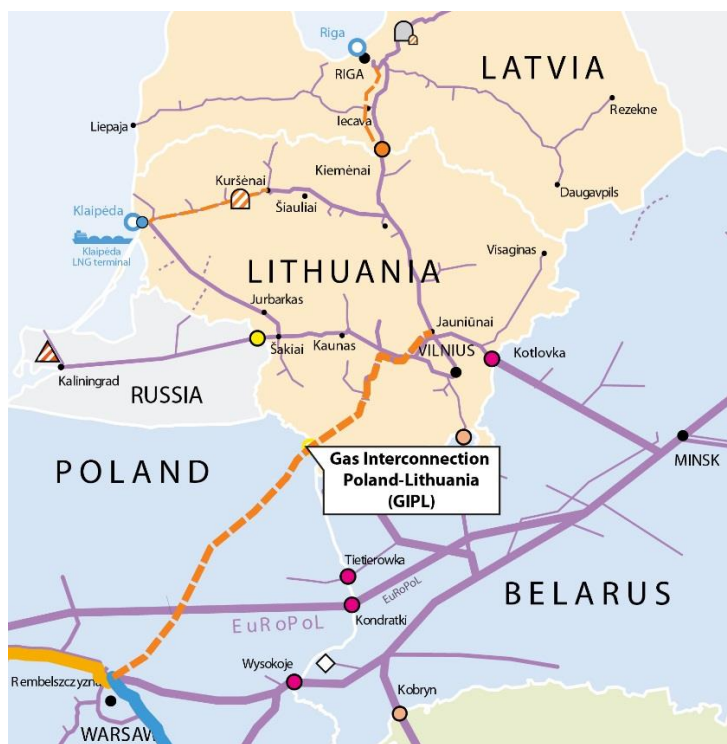 Riga
RIGA
LATVIA
Iecava
Liepaja
Rezekne
Daugavpils
Kiemėnai
Kuršėnai
Šiauliai
Klaipėda
Klaipėda
LNG terminal
Visaginas
LITHUANIA
Jurbarkas
Jauniūnai
Šakiai
Kaunas
VILNIUS
Kotlovka
Kaliningrad
RUSSIA
MINSK
POLAND
Gas Interconnection
Poland-Lithuania
(GIPL)
Tietierowka
EuRoPoL
BELARUS
EuRoPoL
Kondratki
Wysokoje
Rembelszczyzna
Kobryn
WARSAW